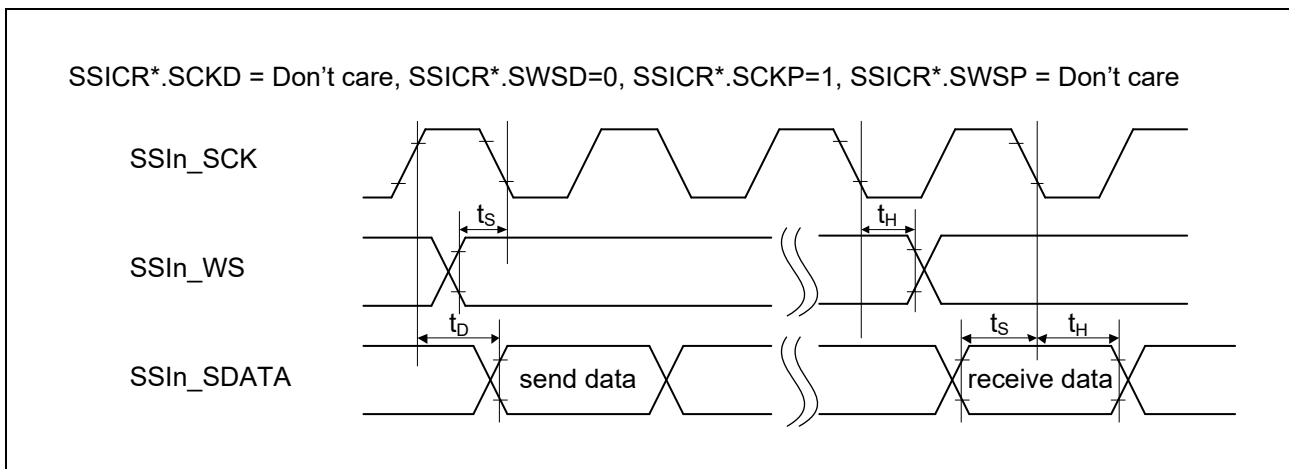 SSICR*.SCKD = Don’t care, SSICR*.SWSD=0, SSICR*.SCKP=1, SSICR*.SWSP = Don’t care
SSIn_SCK
tS
tH
SSIn_WS
tD
tS
tH
SSIn_SDATA
send data
receive data